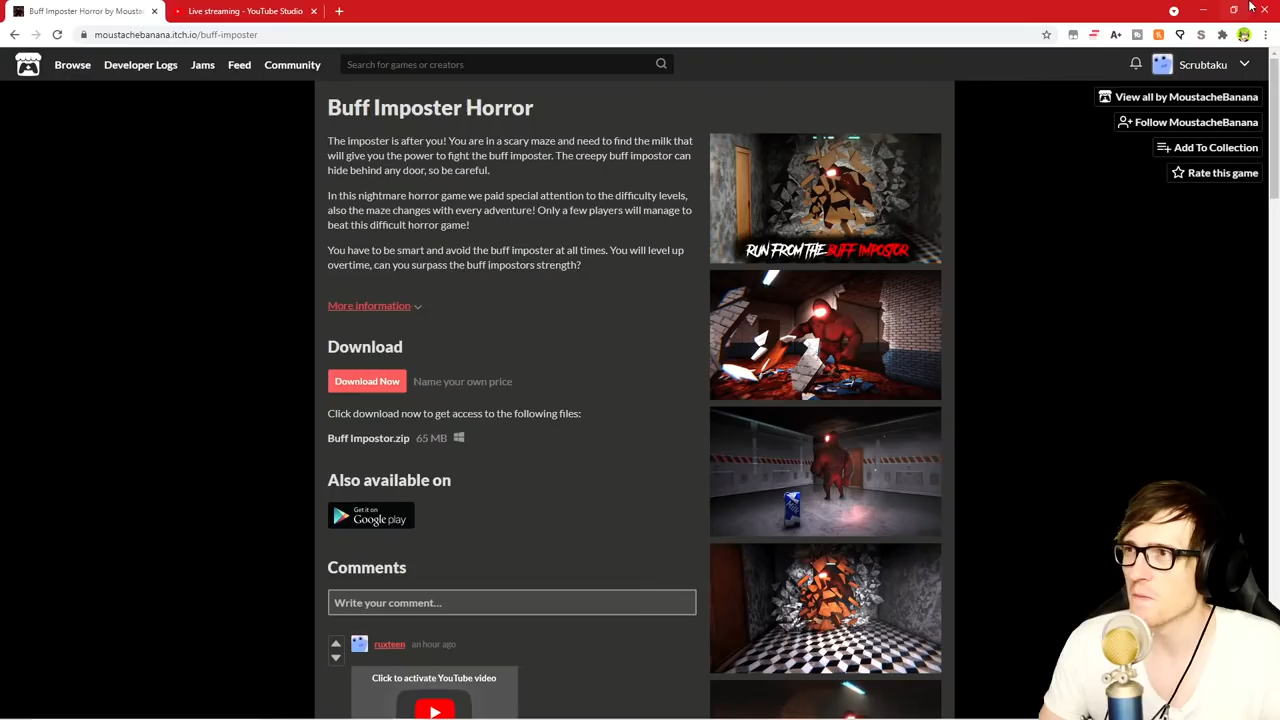 Buff Imposter Horror by Mousta
Live streaming - YouTube Studio
moustachebanana.itch.io/buff-imposter
Browse
Developer Logs
Jams
Feed
Community
Search for games or creators
Scrubtaku
View all by MoustacheBanana
Follow MoustacheBanana
Add To Collection
Rate this game
Buff Imposter Horror
The imposter is after you! You are in a scary maze and need to find the milk that
will give you the power to fight the buff imposter. The creepy buff impostor can
hide behind any door, so be careful.
In this nightmare horror game we paid special attention to the difficulty levels,
also the maze changes with every adventure! Only a few players will manage to
beat this difficult horror game!
You have to be smart and avoid the buff imposter at all times. You will level up
overtime, can you surpass the buff impostors strength?
More information
Download
Download Now
Name your own price
Click download now to get access to the following files:
Buff Impostor.zip 65 MB
Also available on
Get it on
Google play
Comments
Write your comment...
ruxteen an hour ago
Click to activate YouTube video
RUN FROM THE BUFF IMPOSTOR